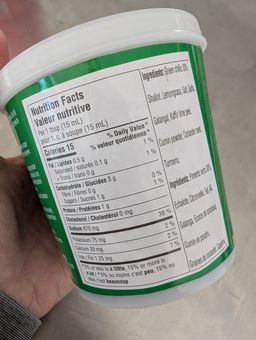 Nutrition Facts
Valeur nutritive
Per 1 tbsp (15 mL)
pour 1 c. à soupe (15 mL)
% Daily Value*
Calories 15 % valeur quotidienne*
Fat / Lipides 0.5 g 1 %
Saturated / saturés 0.1 g 1 %
+ Trans / trans 0 g
Carbohydrate / Glucides 3 g
Fibre / Fibres 0 g 0 %
Sugars / Sucres 1 g 1 %
Protein / Protéines 1 g
Cholesterol / Cholestérol 0 mg
Sodium 870 mg 38 %
Potassium 75 mg 2 %
Calcium 30 mg 2 %
Iron / Fer 1.25 mg 7 %
*5% or less is a little, 15% or more is
a lot / *5% ou moins c'est peu, 15% ou
plus c'est beaucoup
Ingredients: Green chilis 39%,
Shallot, Lemongrass, Salt, Garlic,
Galangal, Kaffir lime peel,
Cumin powder, Coriander seed,
Turmeric.
Ingrédients: Piments verts 39%,
Échalote, Citronnelle, Sel, Ail,
Galanga, Écorce de combava,
Cumin en poudre,
Graines de coriandre, Curcuma.